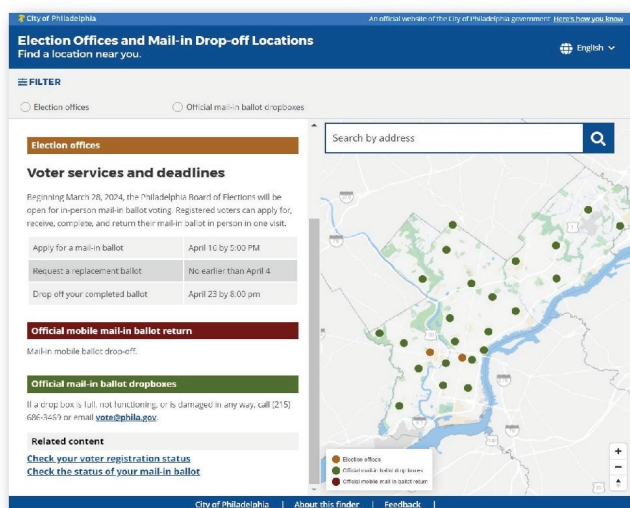 City of Philadelphia
An official website of the City of Philadelphia government Here's how you know
Election Offices and Mail-in Drop-off Locations
Find a location near you.
English
FILTER
Election offices
Official mail-in ballot dropboxes
Election offices
Voter services and deadlines
Beginning March 28, 2024, the Philadelphia Board of Elections will be
open for in-person mail-in ballot voting. Registered voters can apply for,
receive, complete, and return their mail-in ballot in person in one visit.
Apply for a mail-in ballot April 16 by 5:00 PM
Request a replacement ballot No earlier than April 4
Drop off your completed ballot April 23 by 8:00 pm
Official mobile mail-in ballot return
Mail-in mobile ballot drop-off.
Official mail-in ballot dropboxes
If a drop box is full, not functioning, or is damaged in any way, call (215)
686-3469 or email vote@phila.gov.
Related content
Check your voter registration status
Check the status of your mail-in ballot
Search by address
Election offices
Official mail-in ballot drop boxes
Official mobile mail-in ballot return
City of Philadelphia | About this finder | Feedback |